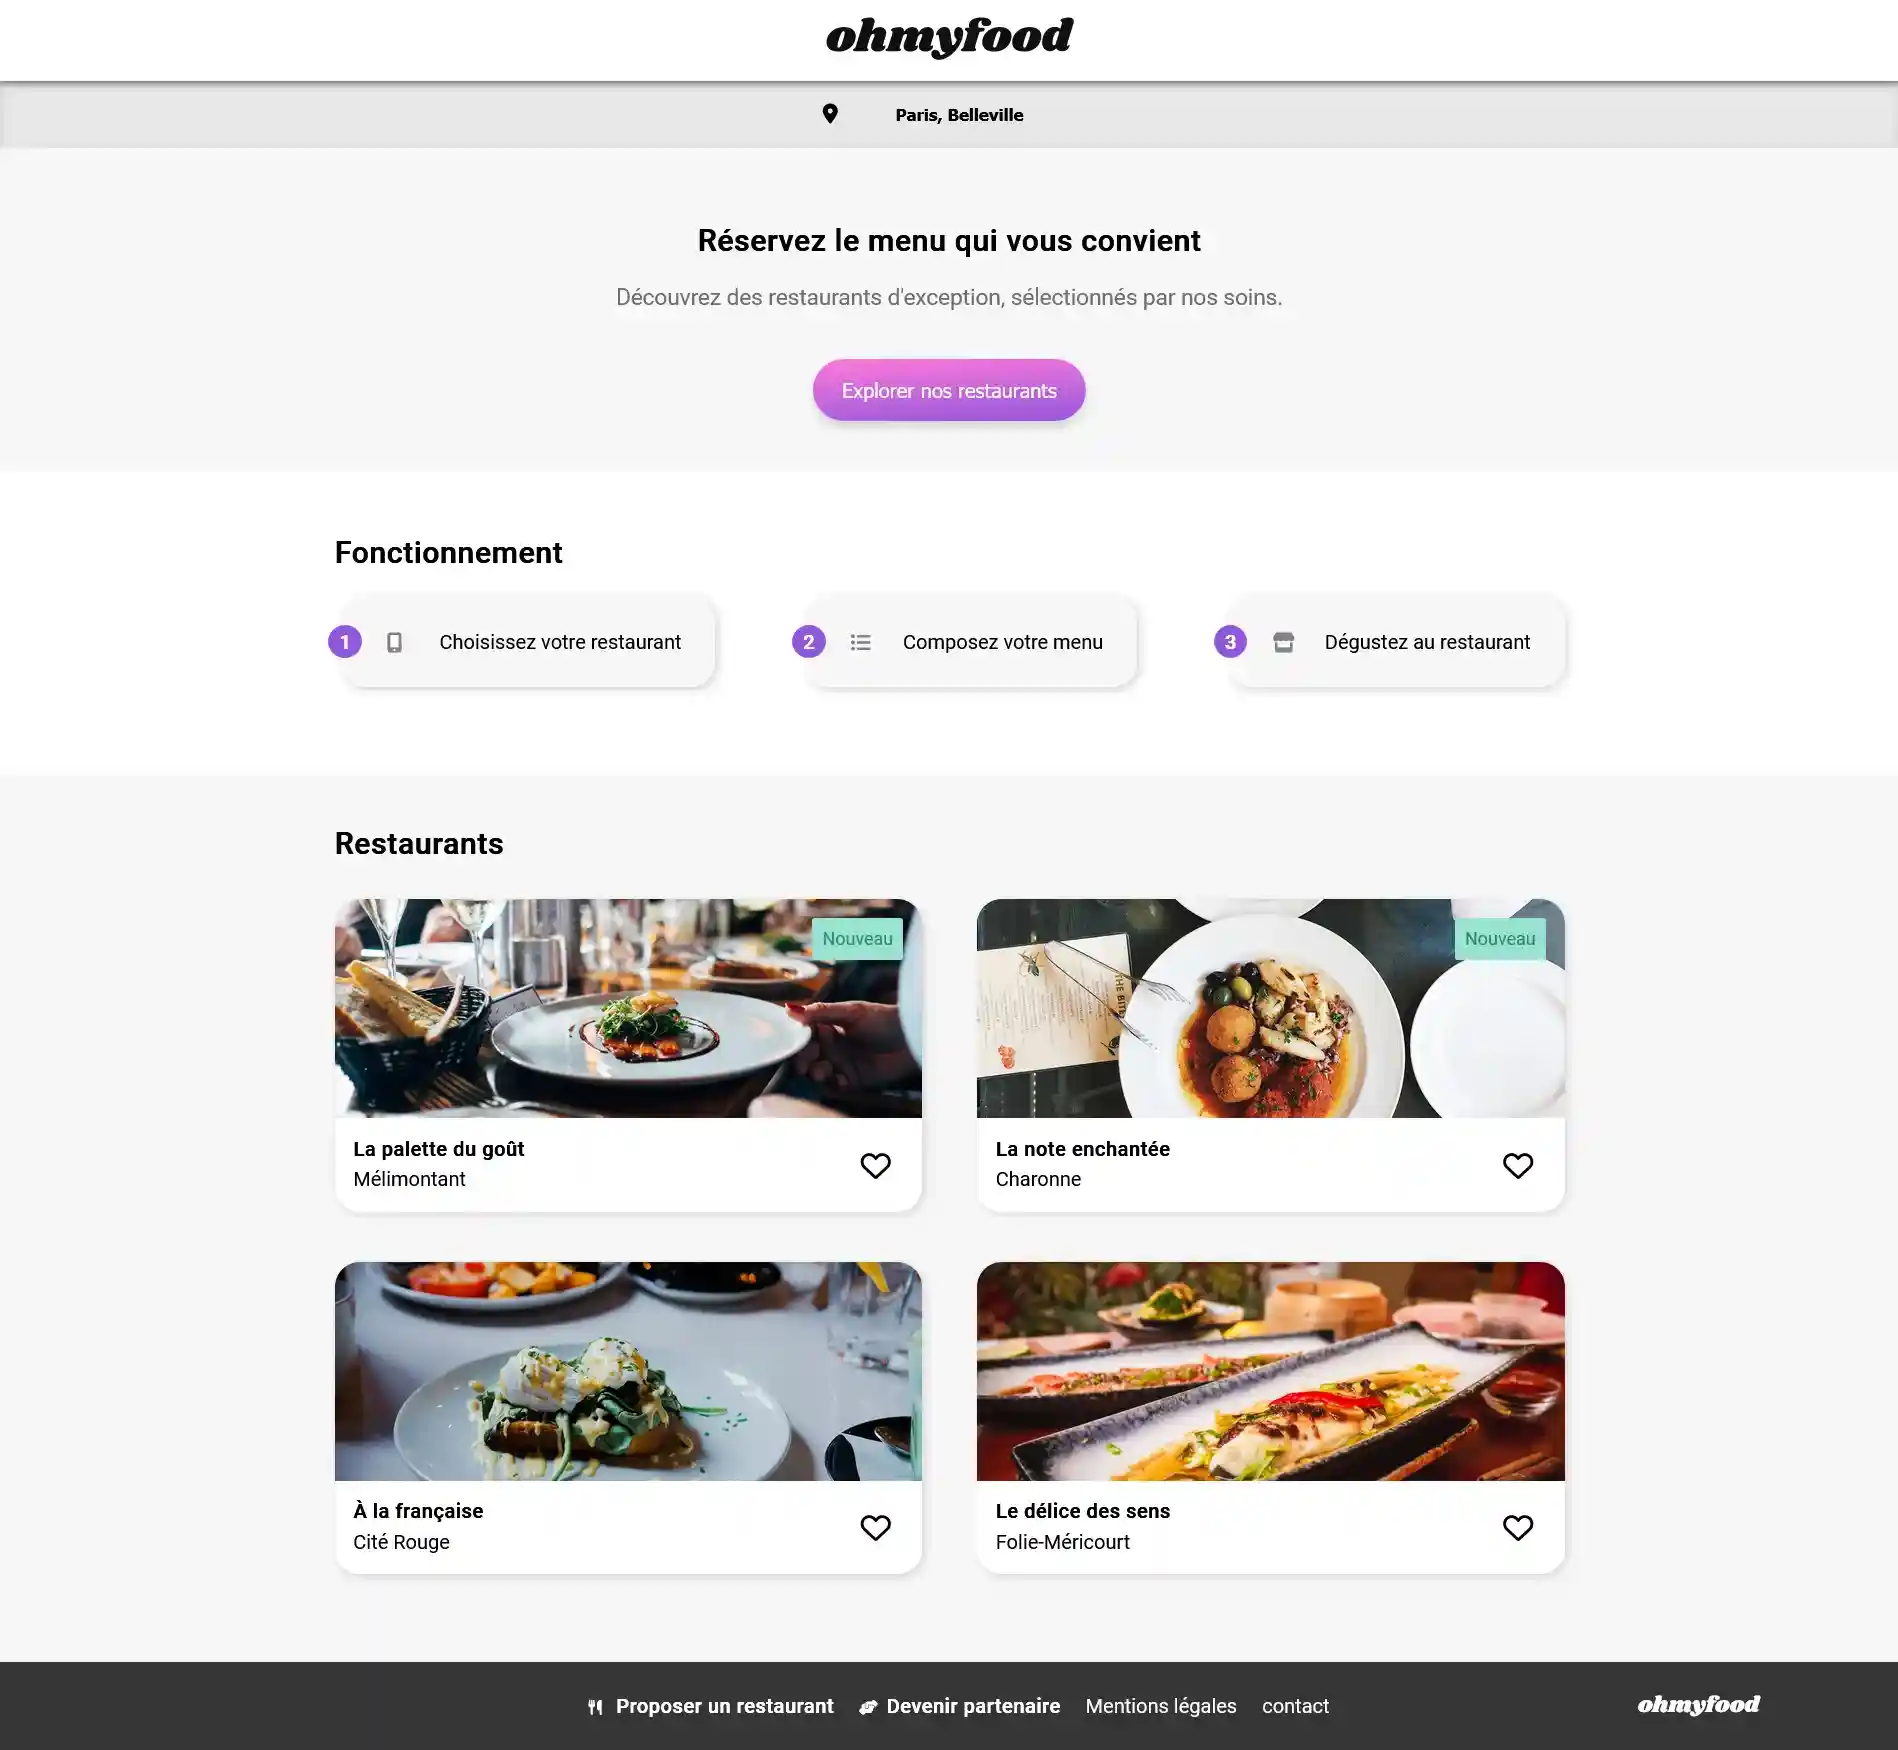 ohmyfood
Paris, Belleville
Réservez le menu qui vous convient
Découvrez des restaurants d'exception, sélectionnés par nos soins.
Explorer nos restaurants
Fonctionnement
1 Choisissez votre restaurant
2 Composez votre menu
3 Dégustez au restaurant
Restaurants
Nouveau
La palette du goût
Mélimontant
Nouveau
La note enchantée
Charonne
À la française
Cité Rouge
Le délice des sens
Folie-Méricourt
Proposer un restaurant Devenir partenaire Mentions légales contact ohmyfood